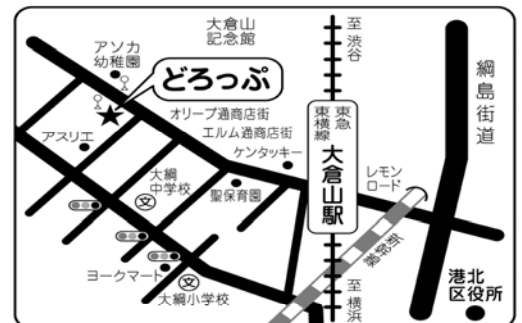 大倉山
記念館
至
渋谷
アソカ
幼稚園
どろっぷ
綱島街道
オリーブ通商店街
エルム通商店街
東急
東横線
大倉山駅
アスリエ
ケンタッキー
レモン
ロード
大綱
中学校
文
聖保育園
新幹線
ヨークマート
文
大綱小学校
至
横浜
港北
区役所